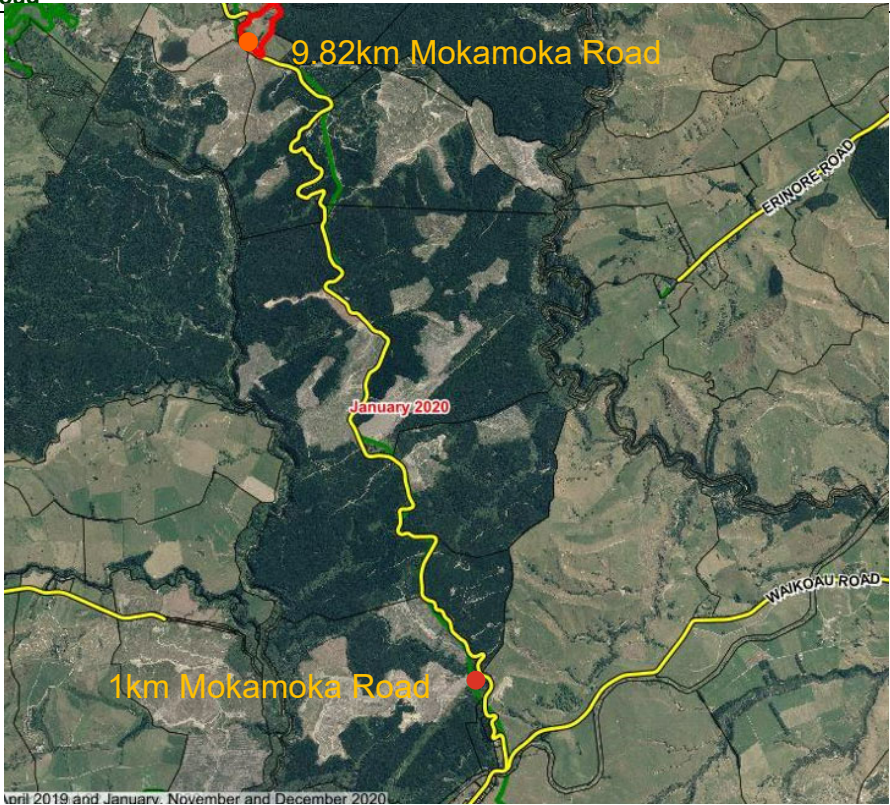 9.82km Mokamoka Road
ERINORE ROAD
January 2020
WAIKOAU ROAD
1km Mokamoka Road
April 2019 and January, November and December 2020